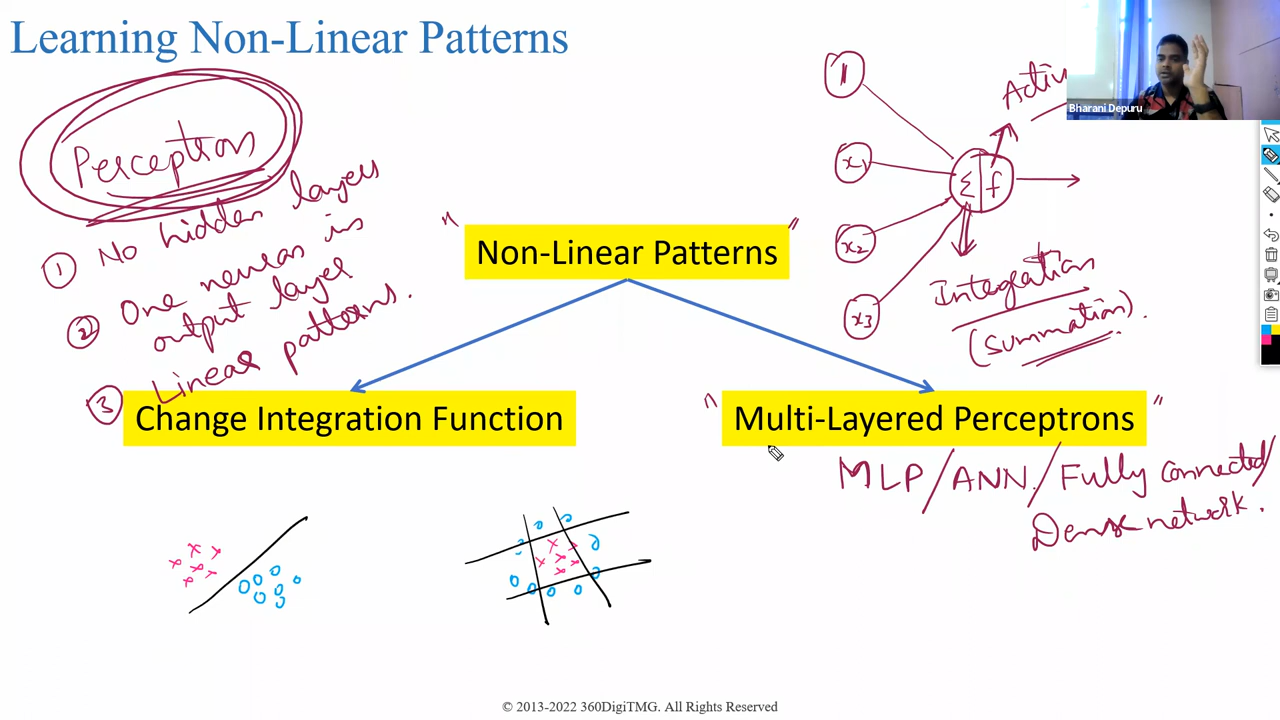 Learning Non-Linear Patterns
Perceptron
① No hidden layers
② One neuron is
output layer
③ Linear patterns.
1
x1
x2
x3
Σ f
Activ
Bharani Depuru
Integration
(Summation).
" Non-Linear Patterns "
Change Integration Function
" Multi-Layered Perceptrons "
MLP/ANN/Fully connected/
Dense network.
© 2013-2022 360DigiTMG. All Rights Reserved